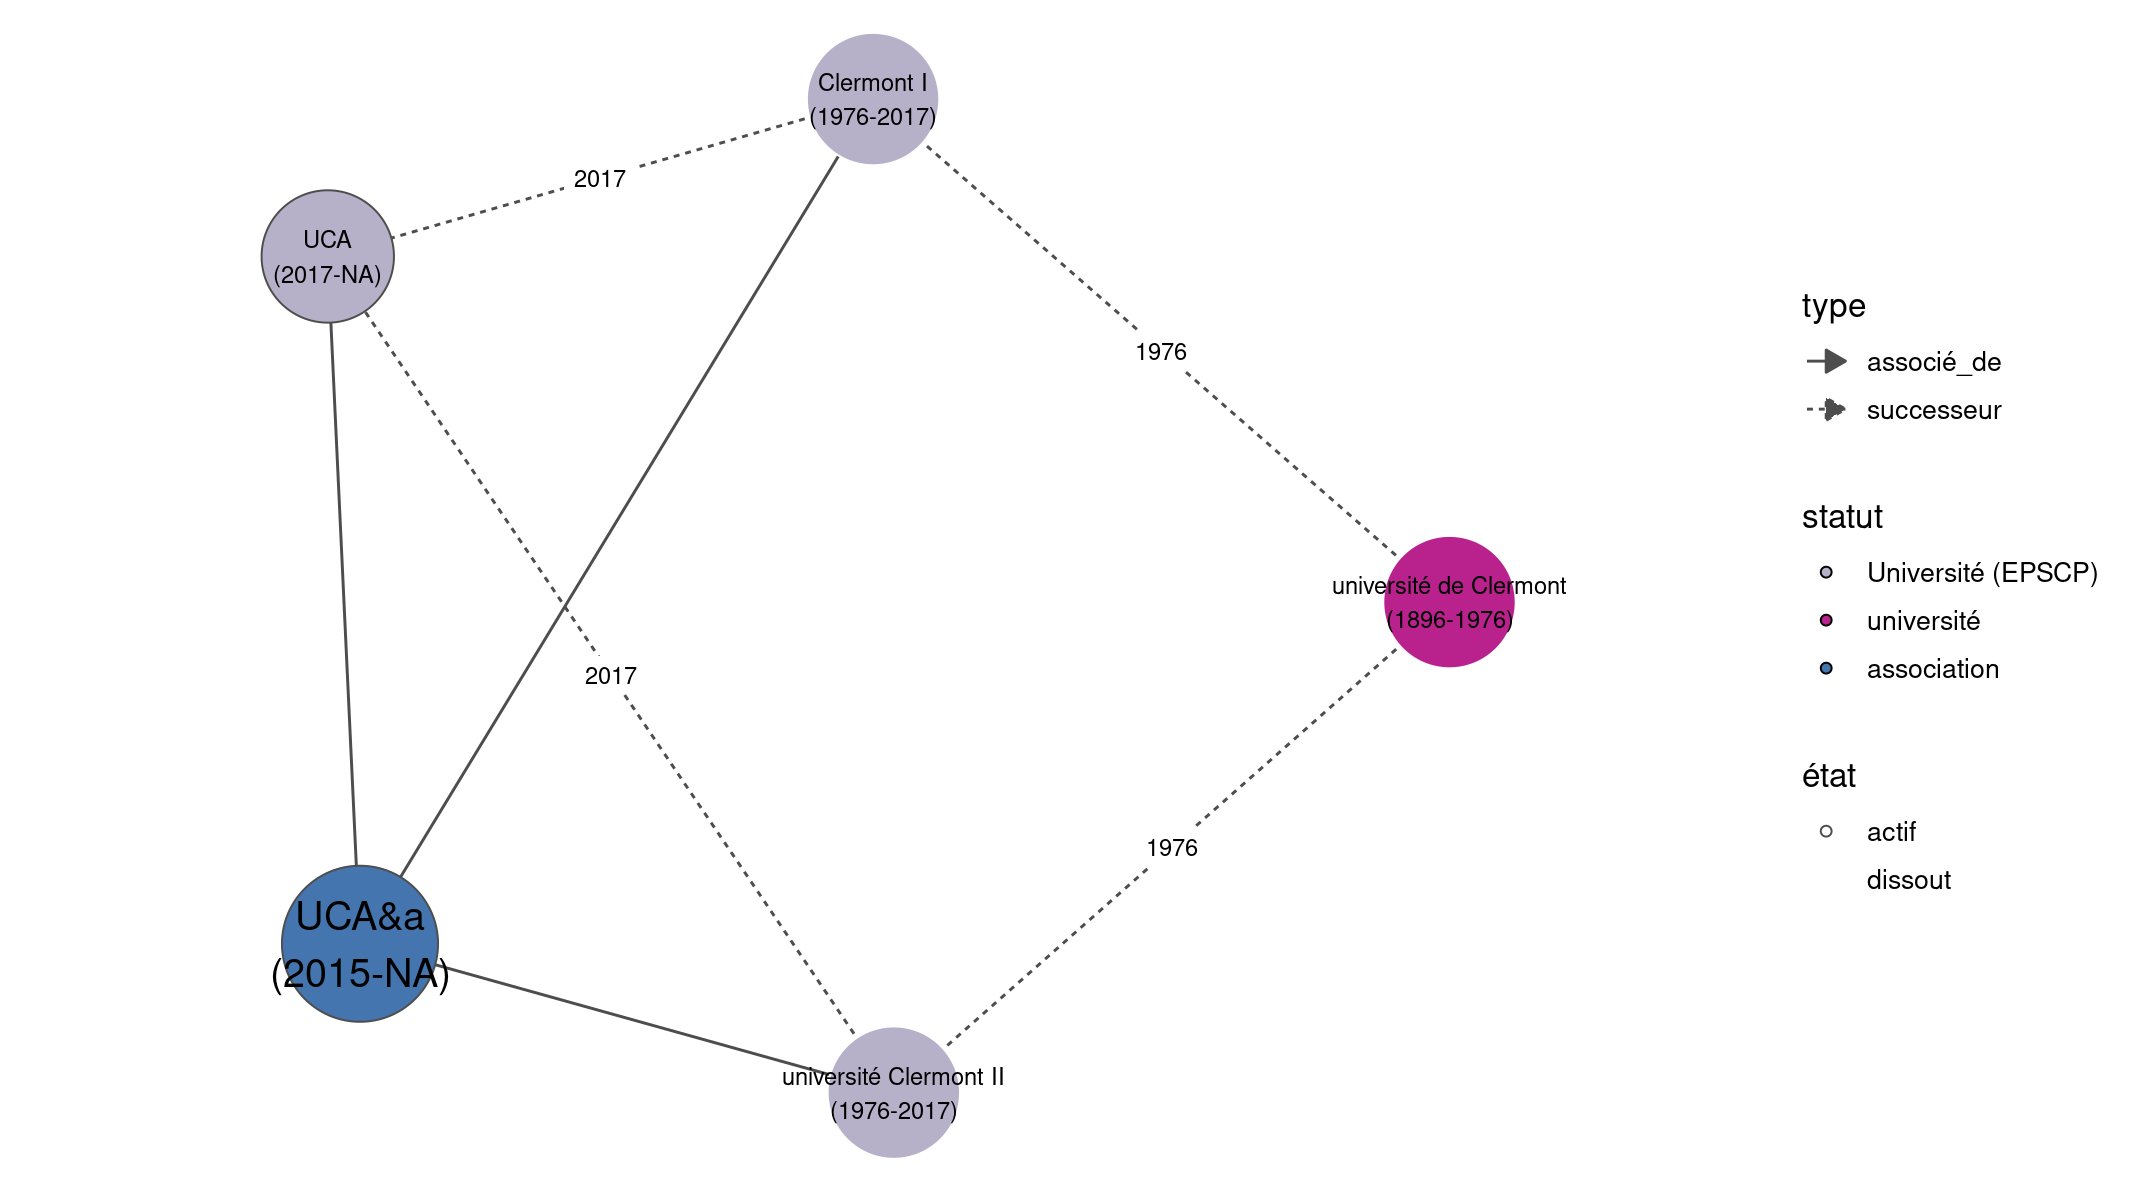 Clermont I
(1976-2017)
2017
UCA
(2017-NA)
1976
université de Clermont
(1896-1976)
2017
1976
UCA&a
(2015-NA)
université Clermont II
(1976-2017)
type
associé_de
successeur
statut
Université (EPSCP)
université
association
état
actif
dissout